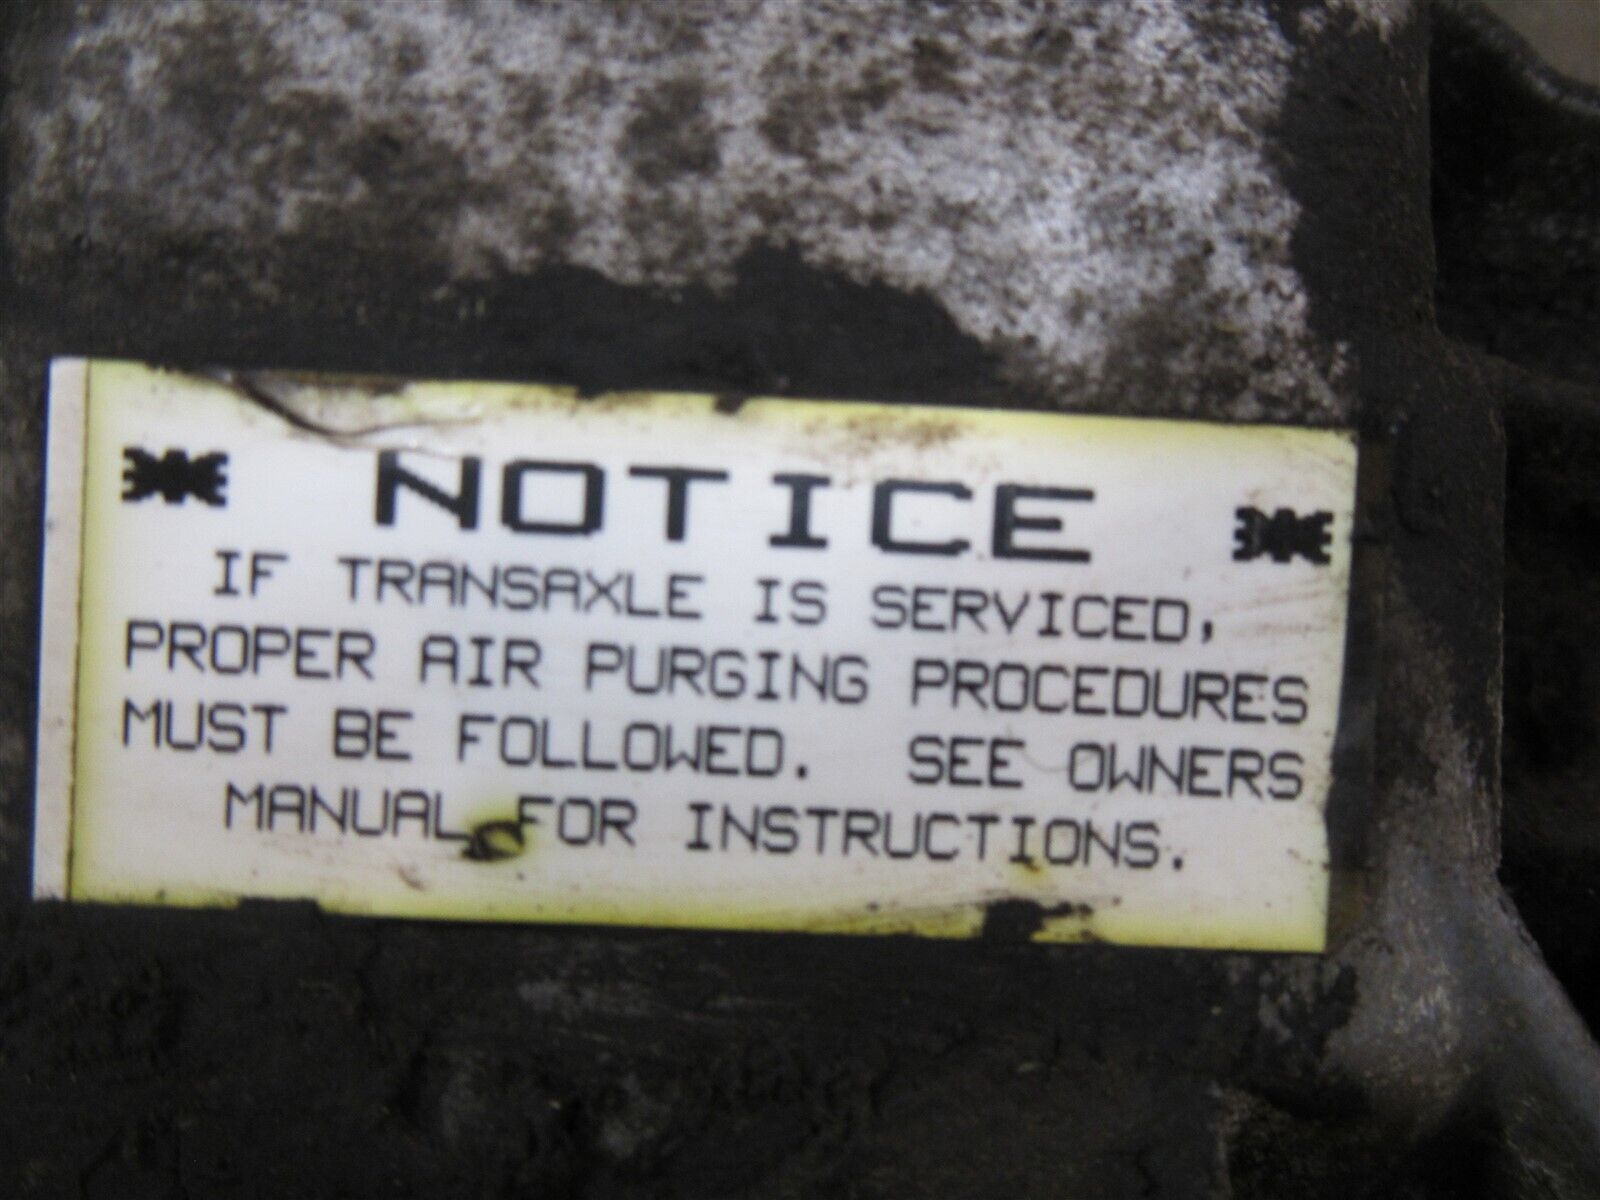 * NOTICE *
IF TRANSAXLE IS SERVICED,
PROPER AIR PURGING PROCEDURES
MUST BE FOLLOWED. SEE OWNERS
MANUAL FOR INSTRUCTIONS.